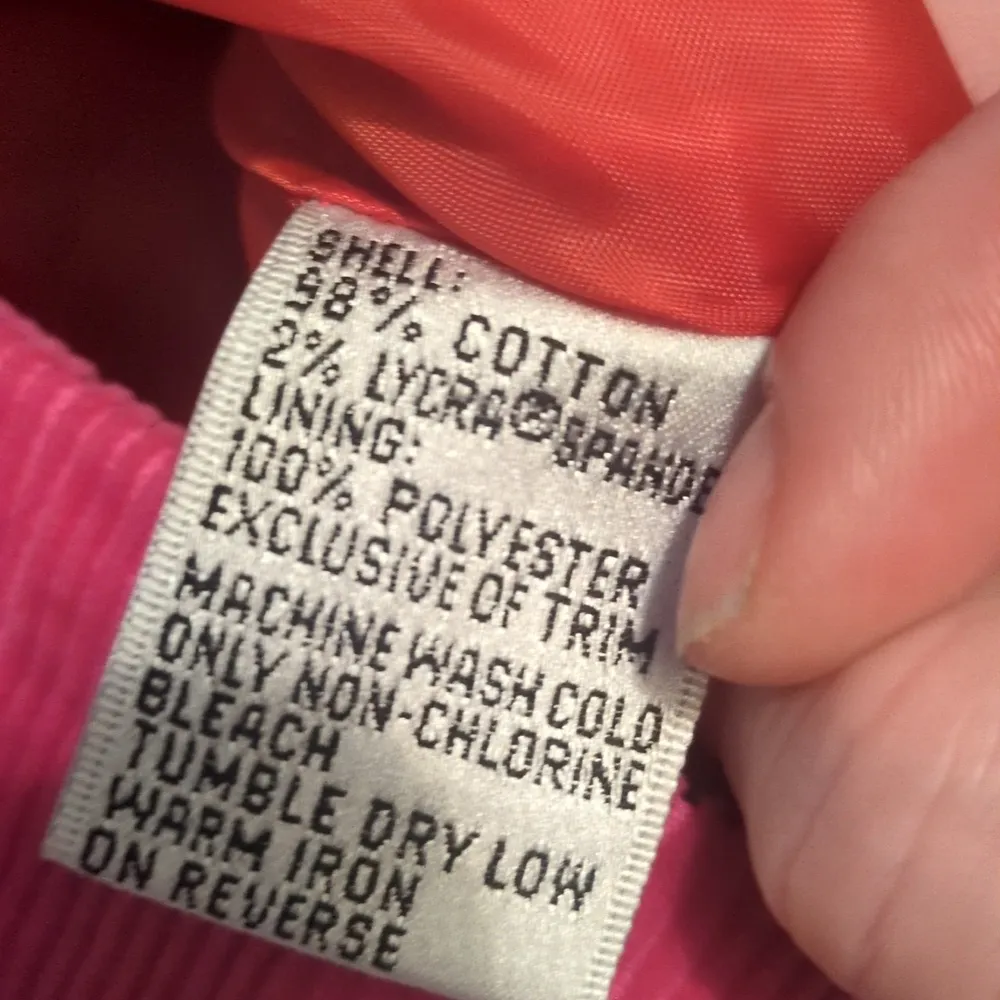 SHELL:
98% COTTON
2% LYCRA® SPANDE
LINING:
100% POLYESTER
EXCLUSIVE OF TRIM
MACHINE WASH COLD
ONLY NON-CHLORINE
BLEACH
TUMBLE DRY LOW
WARM IRON
ON REVERSE